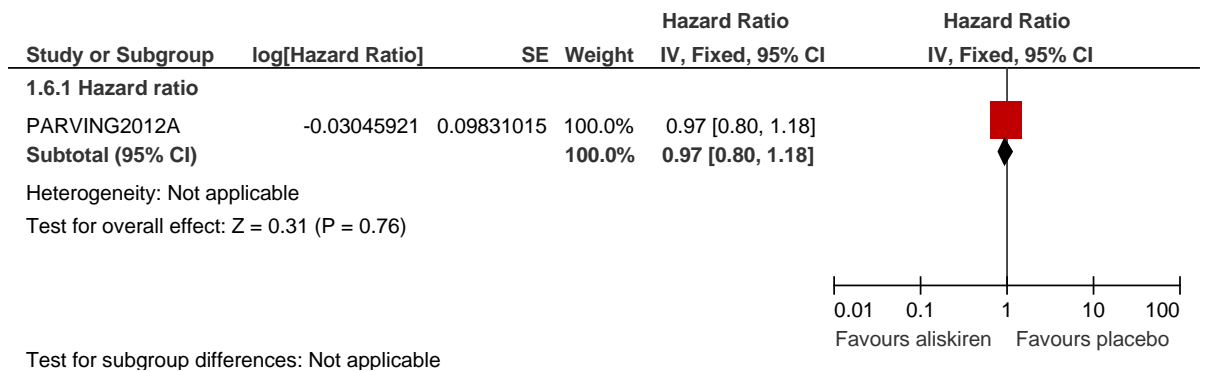 Hazard Ratio Hazard Ratio
Study or Subgroup log[Hazard Ratio] SE Weight IV, Fixed, 95% CI IV, Fixed, 95% CI
1.6.1 Hazard ratio
PARVING2012A -0.03045921 0.09831015 100.0% 0.97 [0.80, 1.18]
Subtotal (95% CI) 100.0% 0.97 [0.80, 1.18]
Heterogeneity: Not applicable
Test for overall effect: Z = 0.31 (P = 0.76)
0.01 0.1 1 10 100
Favours aliskiren Favours placebo
Test for subgroup differences: Not applicable